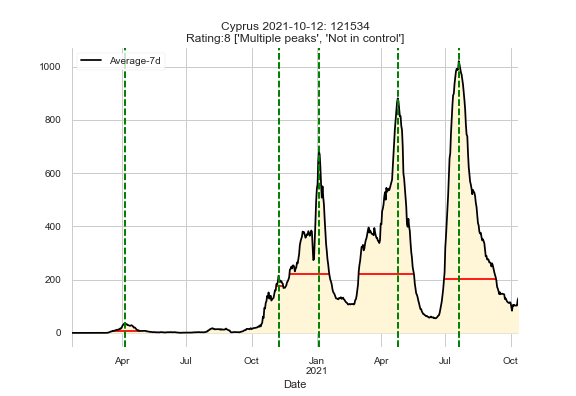 Cyprus 2021-10-12: 121534
Rating:8 ['Multiple peaks', 'Not in control']
Average-7d
1000
800
600
400
200
0
Apr Jul Oct Jan Apr Jul Oct
2021
Date